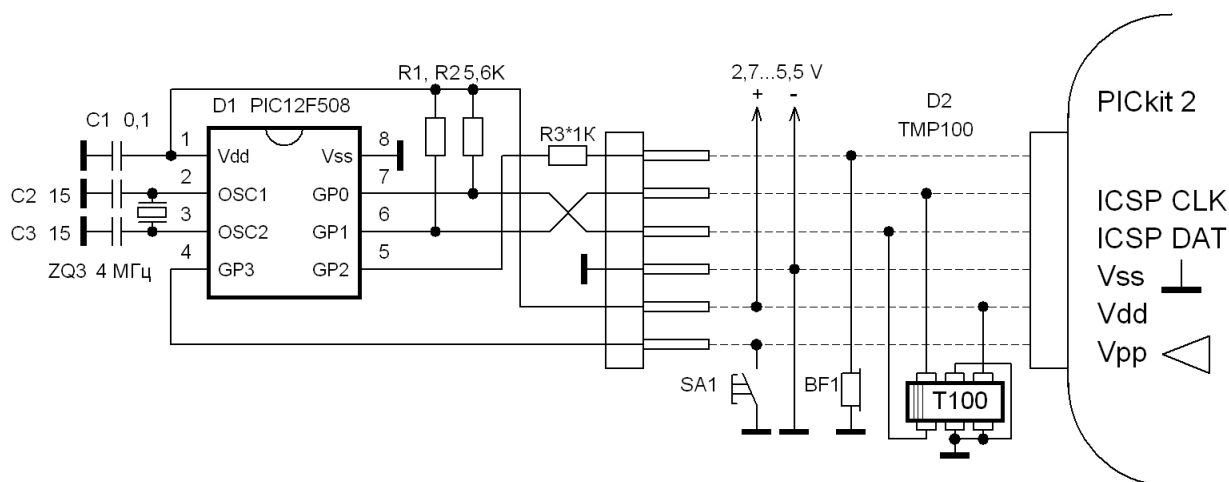 R1, R2 5,6K
2,7...5,5 V
+ -
D1 PIC12F508
D2
TMP100
PICkit 2
C1 0,1
R3*1K
1 Vdd Vss 8
2 OSC1 GP0 7
3 OSC2 GP1 6
4 GP3 GP2 5
C2 15
C3 15
ZQ3 4 МГц
ICSP CLK
ICSP DAT
Vss
Vdd
Vpp
SA1
BF1
T100